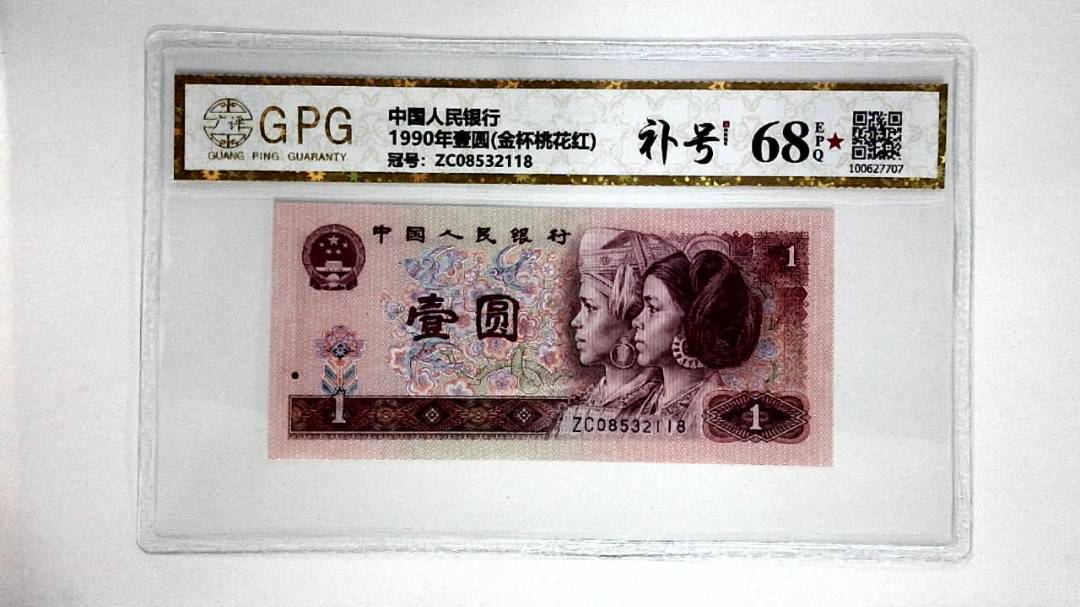 广评
GPG
GUANG PING GUARANTY
中国人民银行
1990年壹圆(金杯桃花红)
冠号：ZC08532118
补号
68
EPQ
100627707
中国人民银行
1
壹圆
1
ZC08532118
1